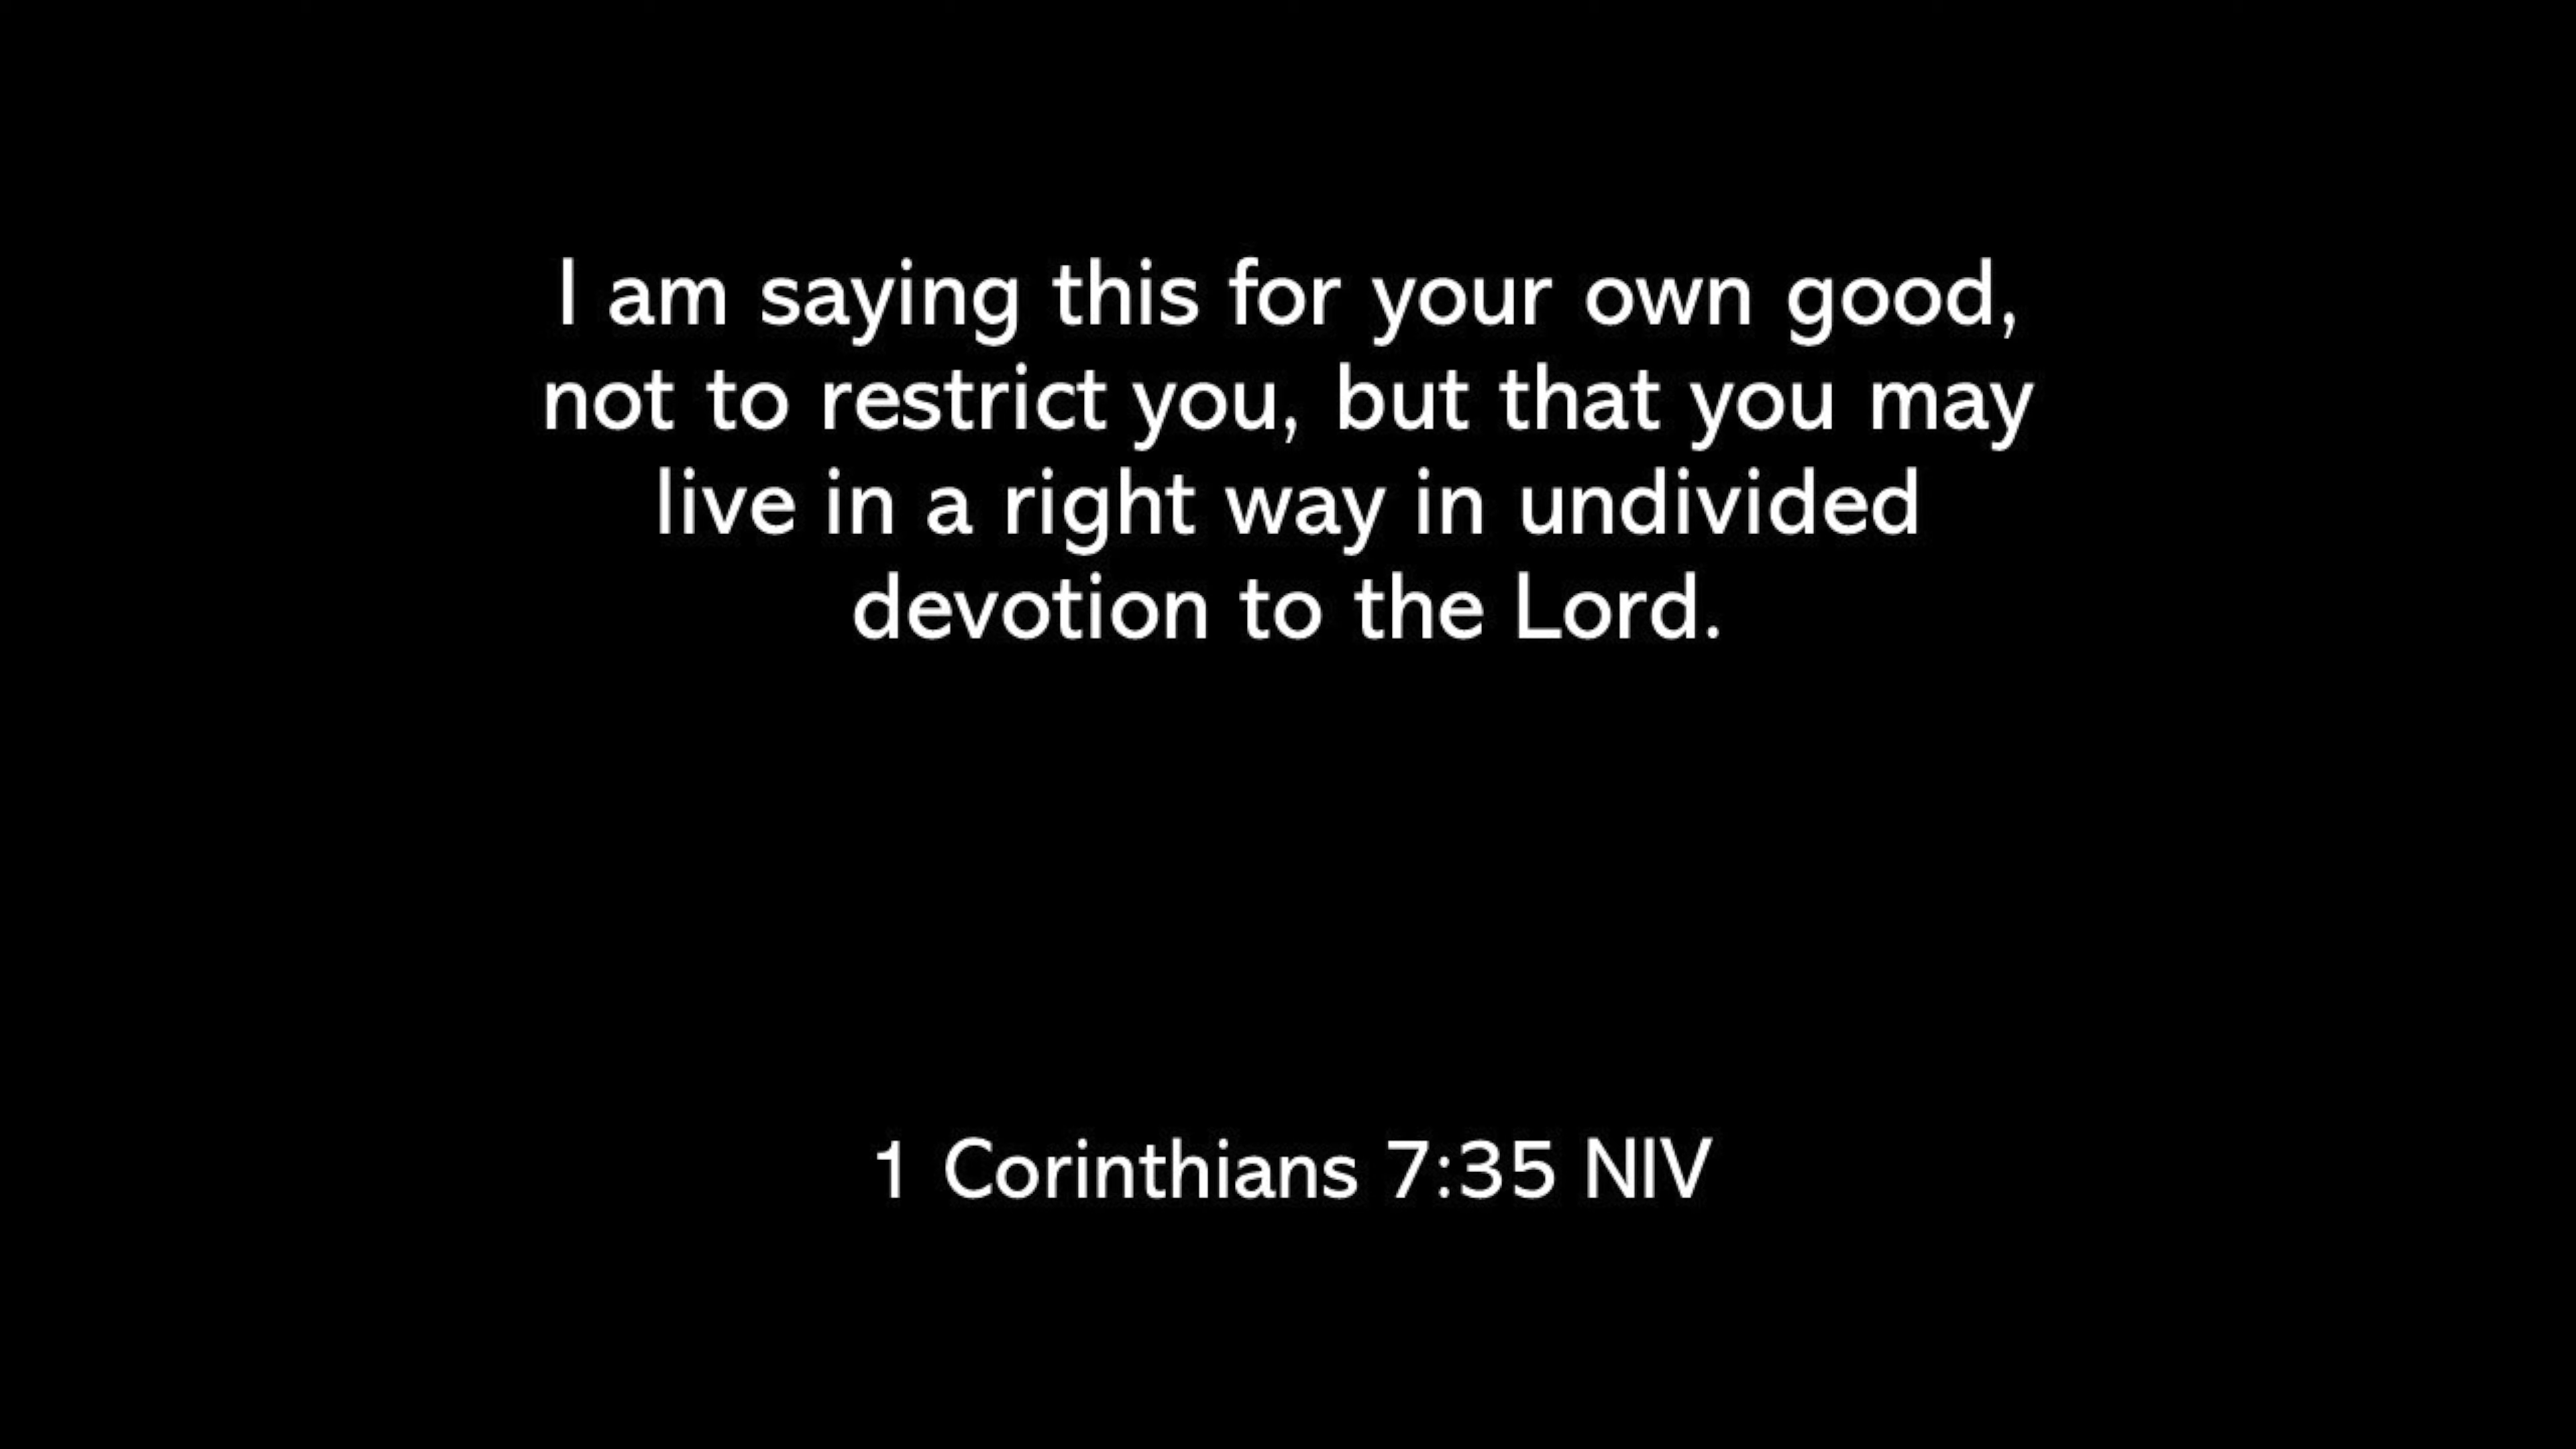 I am saying this for your own good,
not to restrict you, but that you may
live in a right way in undivided
devotion to the Lord.
1 Corinthians 7:35 NIV